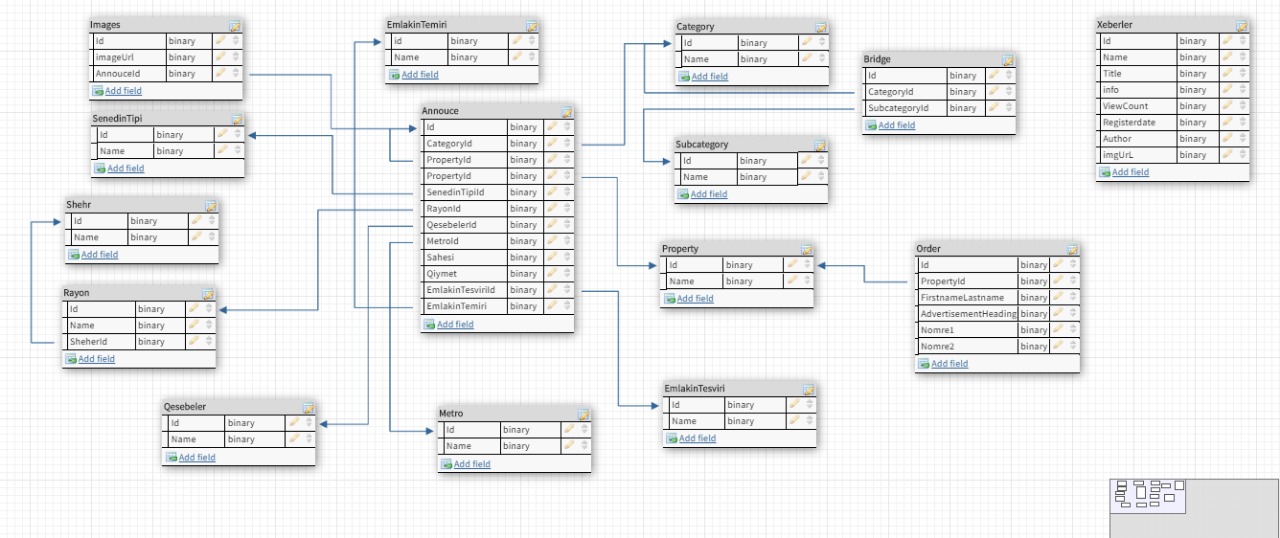 Images
Id binary
imageUrl binary
AnnouceId binary
Add field
SenedinTipi
Id binary
Name binary
Add field
Shehr
Id binary
Name binary
Add field
Rayon
Id binary
Name binary
SheherId binary
Add field
Qesebeler
Id binary
Name binary
Add field
EmlakinTemiri
id binary
Name binary
Add field
Annouce
Id binary
CategoryId binary
PropertyId binary
PropertyId binary
SenedinTipiId binary
RayonId binary
QesebelerId binary
MetroId binary
Sahesi binary
Qiymet binary
EmlakinTesviriId binary
EmlakinTemiri binary
Add field
Metro
Id binary
Name binary
Add field
Category
Id binary
Name binary
Add field
Subcategory
Id binary
Name binary
Add field
Property
Id binary
Name binary
Add field
EmlakinTesviri
Id binary
Name binary
Add field
Bridge
Id binary
CategoryId binary
SubcategoryId binary
Add field
Order
Id binary
PropertyId binary
FirstnameLastname binary
AdvertisementHeading binary
Nomre1 binary
Nomre2 binary
Add field
Xeberler
Id binary
Name binary
Title binary
info binary
ViewCount binary
Registerdate binary
Author binary
imgUrL binary
Add field